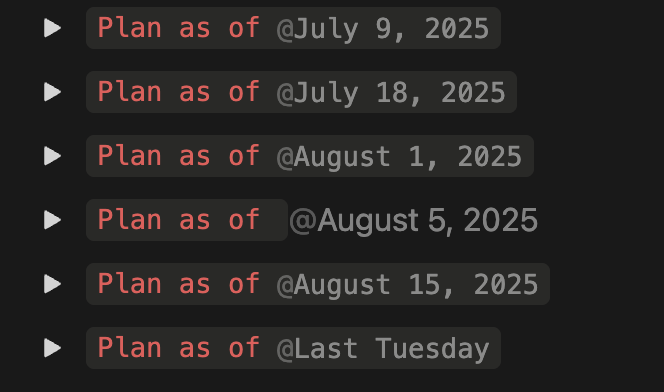 Plan as of @July 9, 2025
Plan as of @July 18, 2025
Plan as of @August 1, 2025
Plan as of @August 5, 2025
Plan as of @August 15, 2025
Plan as of @Last Tuesday